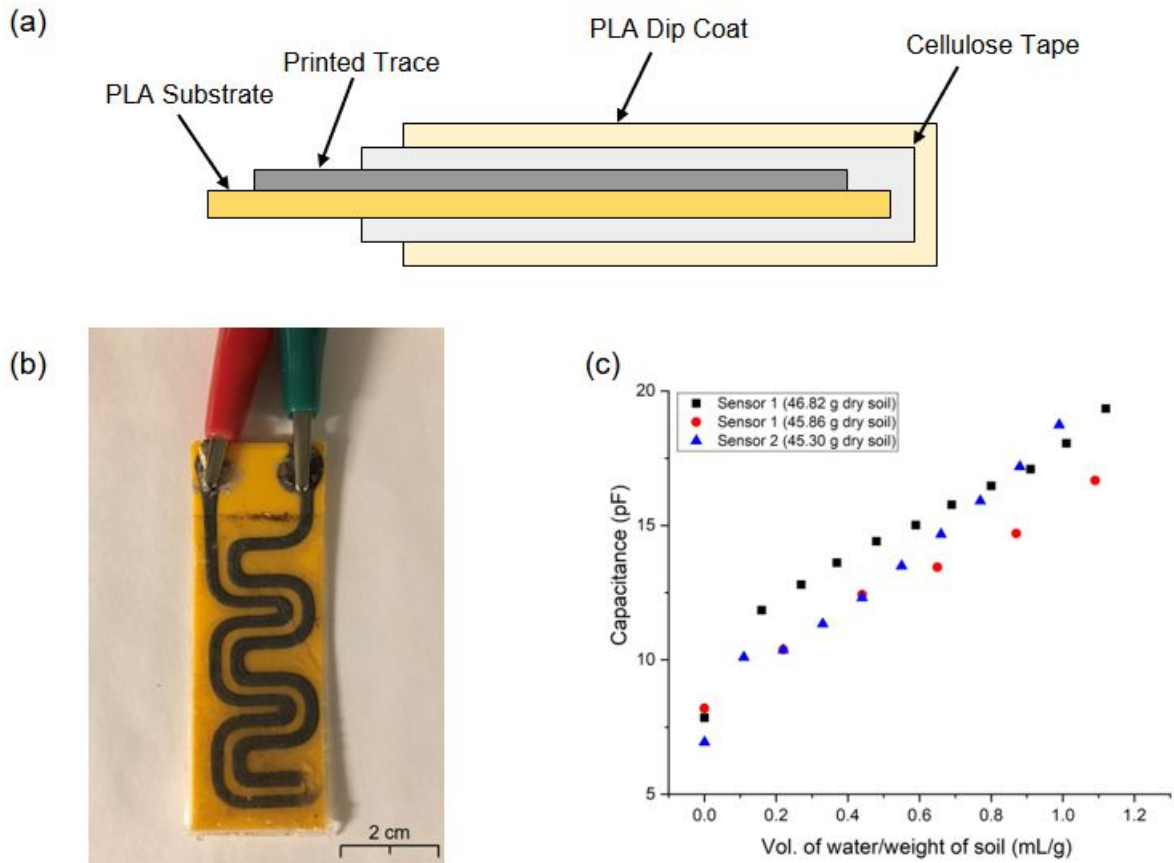 (a)
PLA Dip Coat
Cellulose Tape
Printed Trace
PLA Substrate
(b)
2 cm
(c)
Sensor 1 (46.82 g dry soil)
Sensor 1 (45.86 g dry soil)
Sensor 2 (45.30 g dry soil)
20
15
10
5
Capacitance (pF)
0.0 0.2 0.4 0.6 0.8 1.0 1.2
Vol. of water/weight of soil (mL/g)